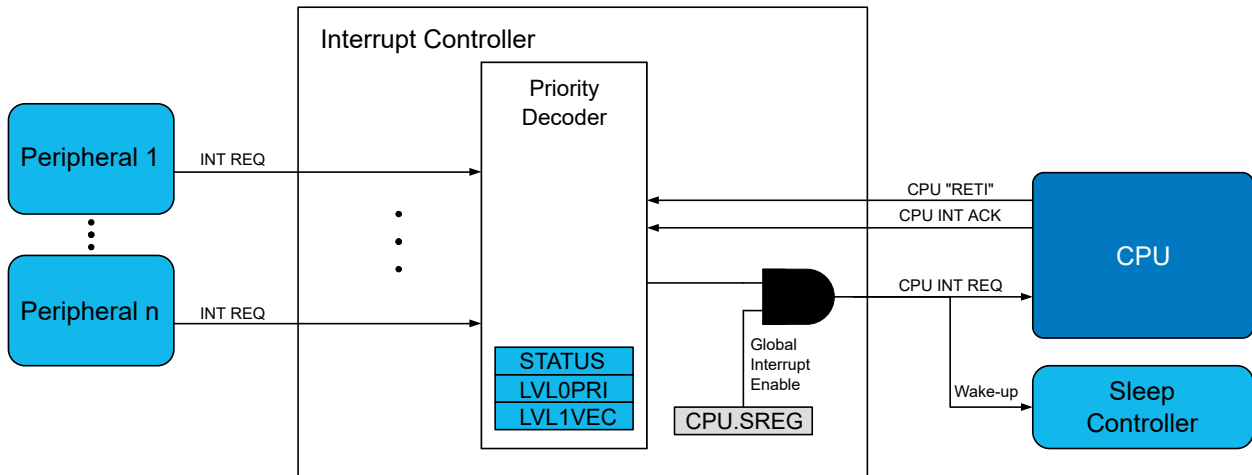 Interrupt Controller
Priority
Decoder
Peripheral 1
INT REQ
CPU "RETI"
CPU INT ACK
CPU
Peripheral n
INT REQ
CPU INT REQ
Global
Interrupt
Enable
STATUS
LVL0PRI
LVL1VEC
CPU.SREG
Wake-up
Sleep
Controller